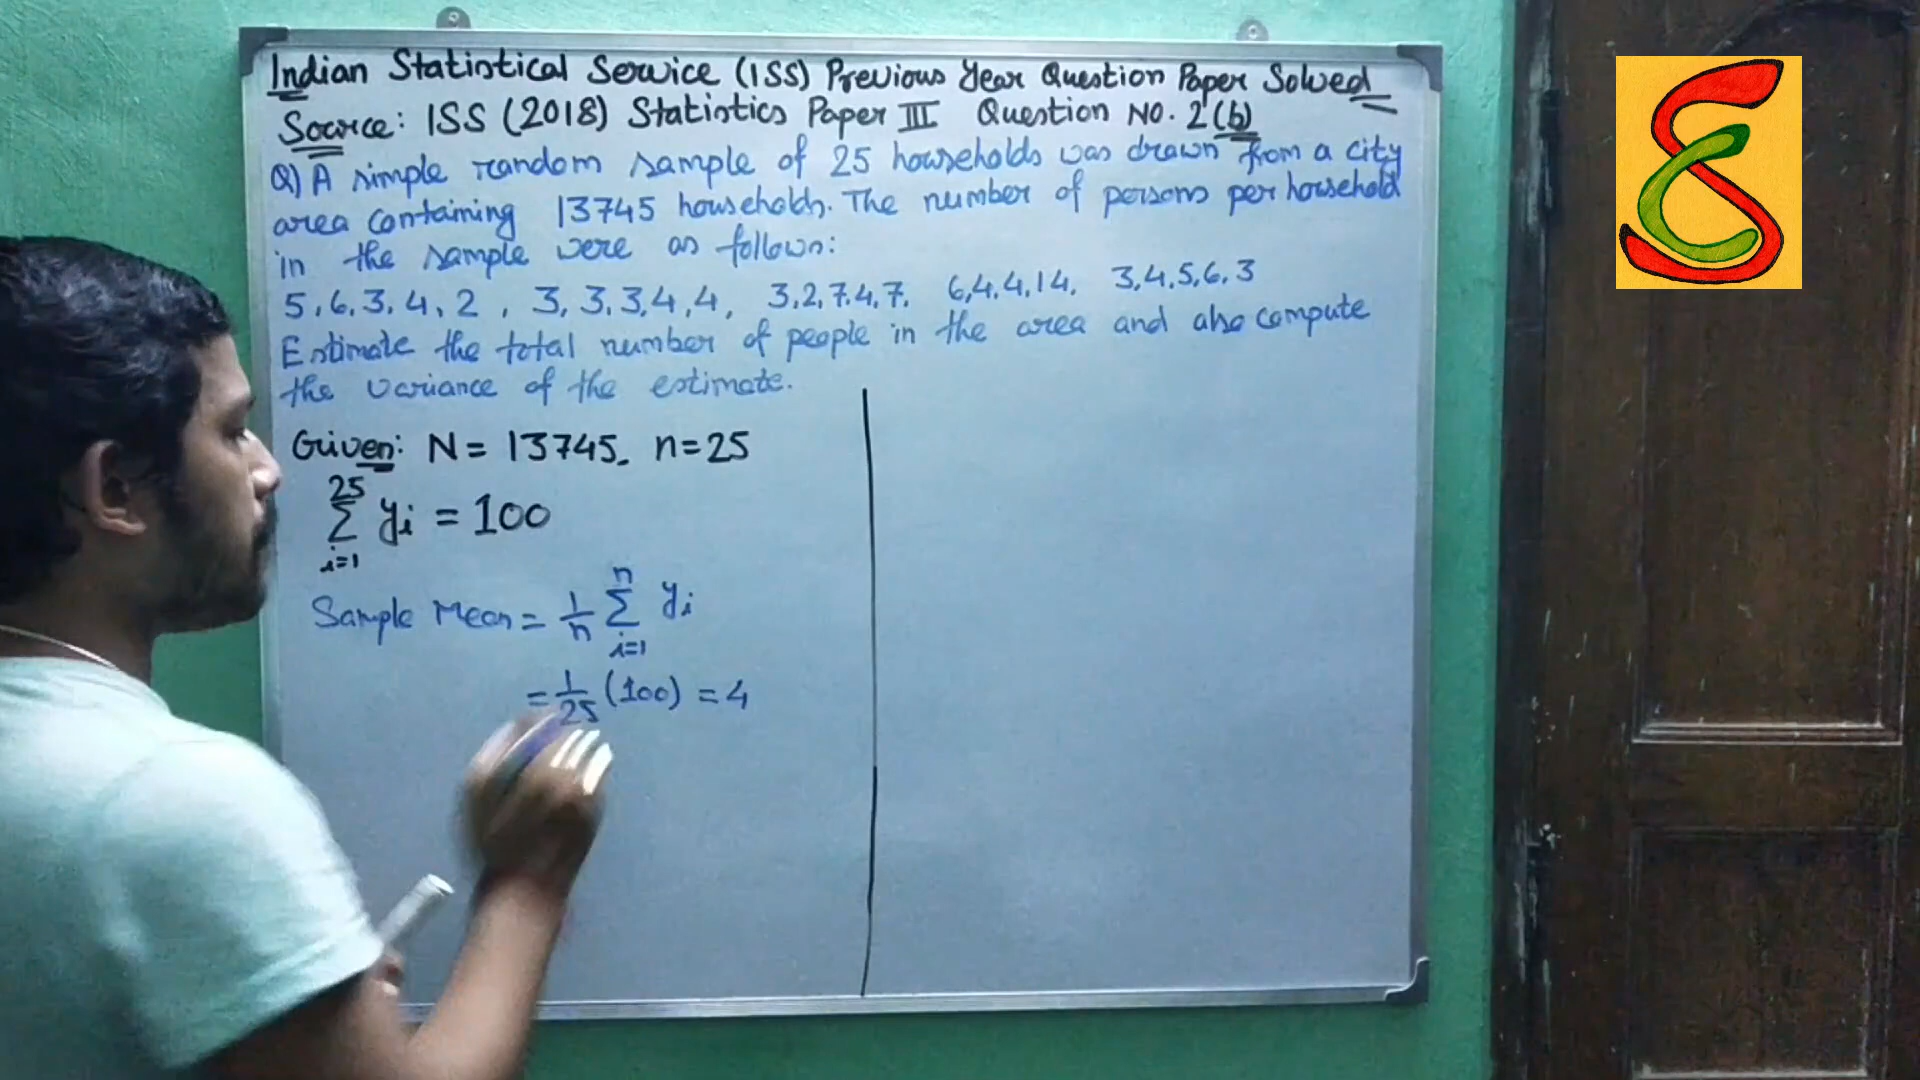 Indian Statistical Service (ISS) Previous Year Question Paper Solved
Source: ISS (2018) Statistics Paper III Question No. 2(b)
Q) A simple random sample of 25 households was drawn from a city
area containing 13745 households. The number of persons per household
in the sample were as follows:
5, 6, 3, 4, 2, 3, 3, 3, 4, 4, 3, 2, 7, 4, 7, 6, 4, 4, 14, 3, 4, 5, 6, 3
Estimate the total number of people in the area and also compute
the variance of the estimate.
Given: N = 13745, n = 25
25
∑ yi = 100
i=1
n
Sample Mean = 1/n ∑ yi
i=1
= 1/25 (100) = 4